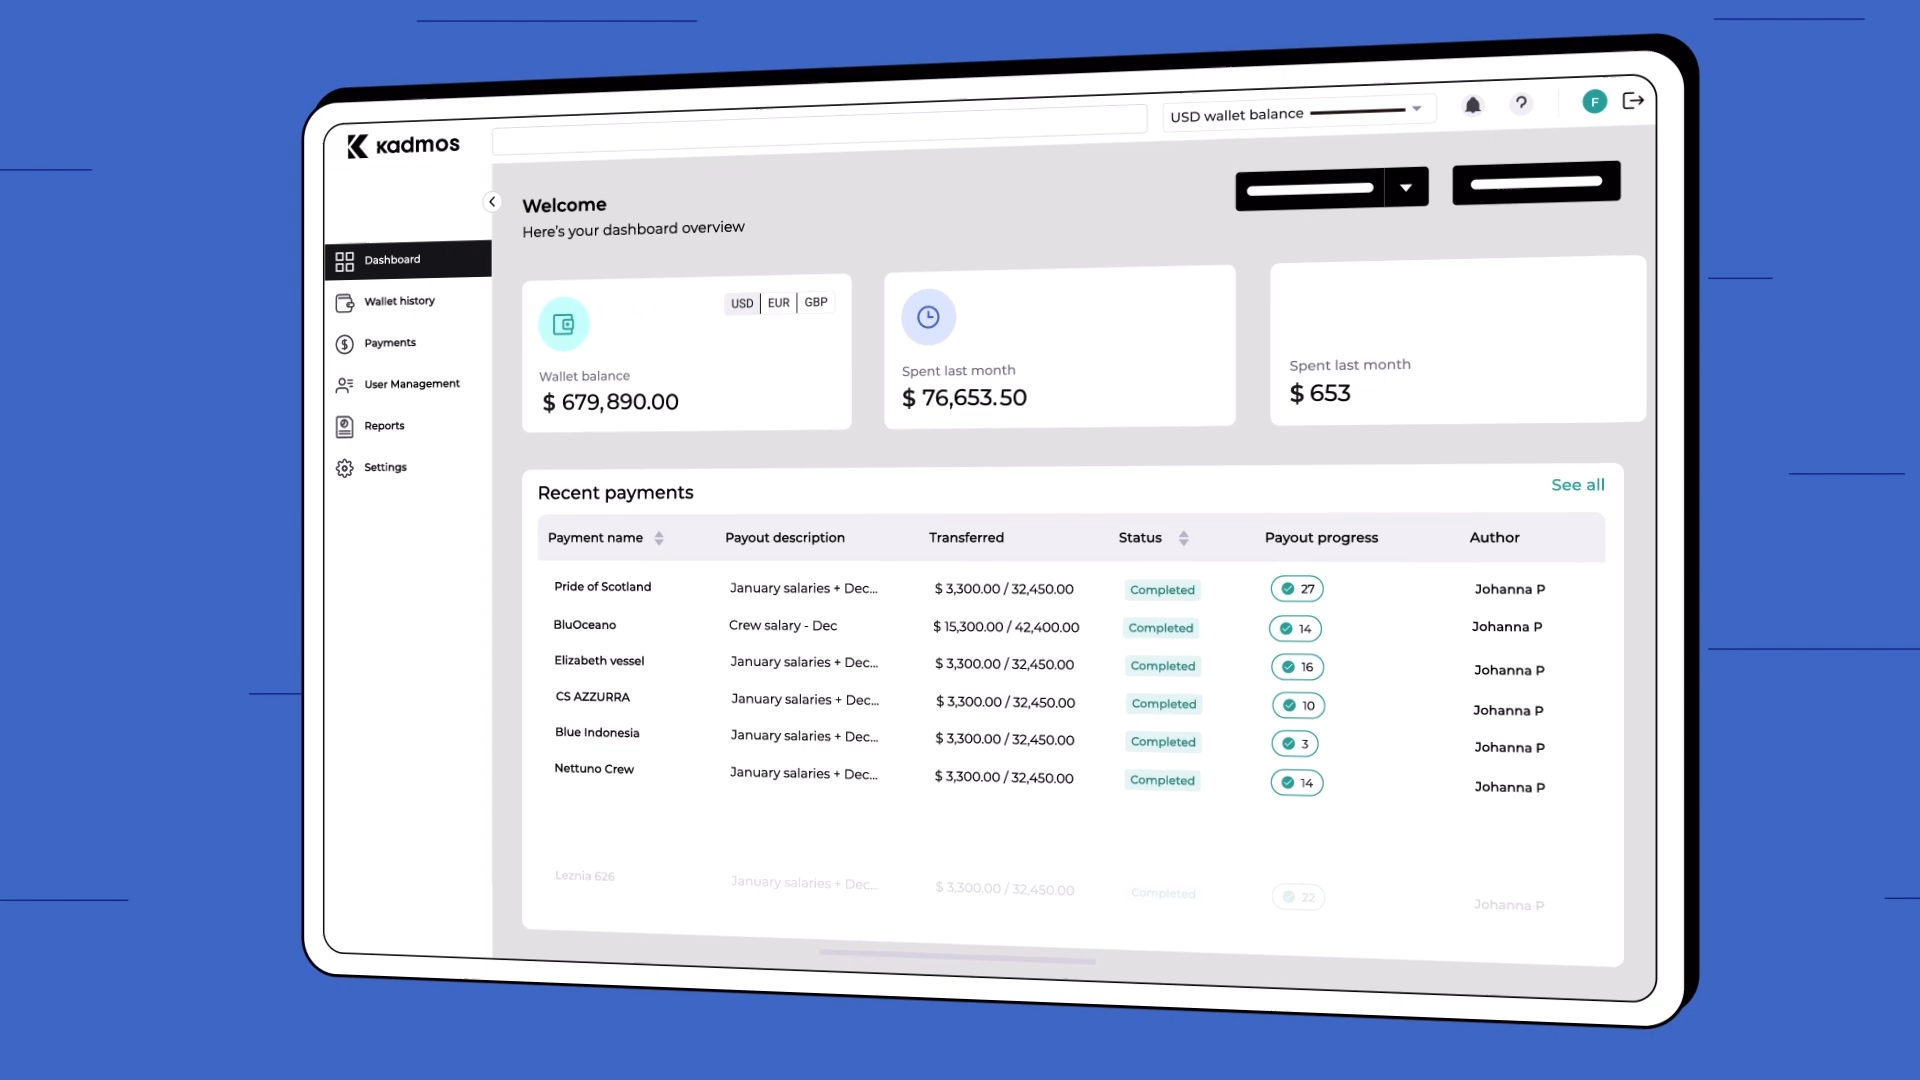 Kadmos
USD wallet balance
?
F
Welcome
Here's your dashboard overview
Dashboard
Wallet history
Payments
User Management
Reports
Settings
USD EUR GBP
Wallet balance
$ 679,890.00
Spent last month
$ 76,653.50
Spent last month
$ 653
Recent payments
See all
Payment name Payout description Transferred Status Payout progress Author
Pride of Scotland January salaries + Dec... $ 3,300.00 / 32,450.00 Completed 27 Johanna P
BluOceano Crew salary - Dec $ 15,300.00 / 42,400.00 Completed 14 Johanna P
Elizabeth vessel January salaries + Dec... $ 3,300.00 / 32,450.00 Completed 16 Johanna P
CS AZZURRA January salaries + Dec... $ 3,300.00 / 32,450.00 Completed 10 Johanna P
Blue Indonesia January salaries + Dec... $ 3,300.00 / 32,450.00 Completed 3 Johanna P
Nettuno Crew January salaries + Dec... $ 3,300.00 / 32,450.00 Completed 14 Johanna P
Leznia 626 January salaries + Dec... $ 3,300.00 / 32,450.00 Completed 22 Johanna P